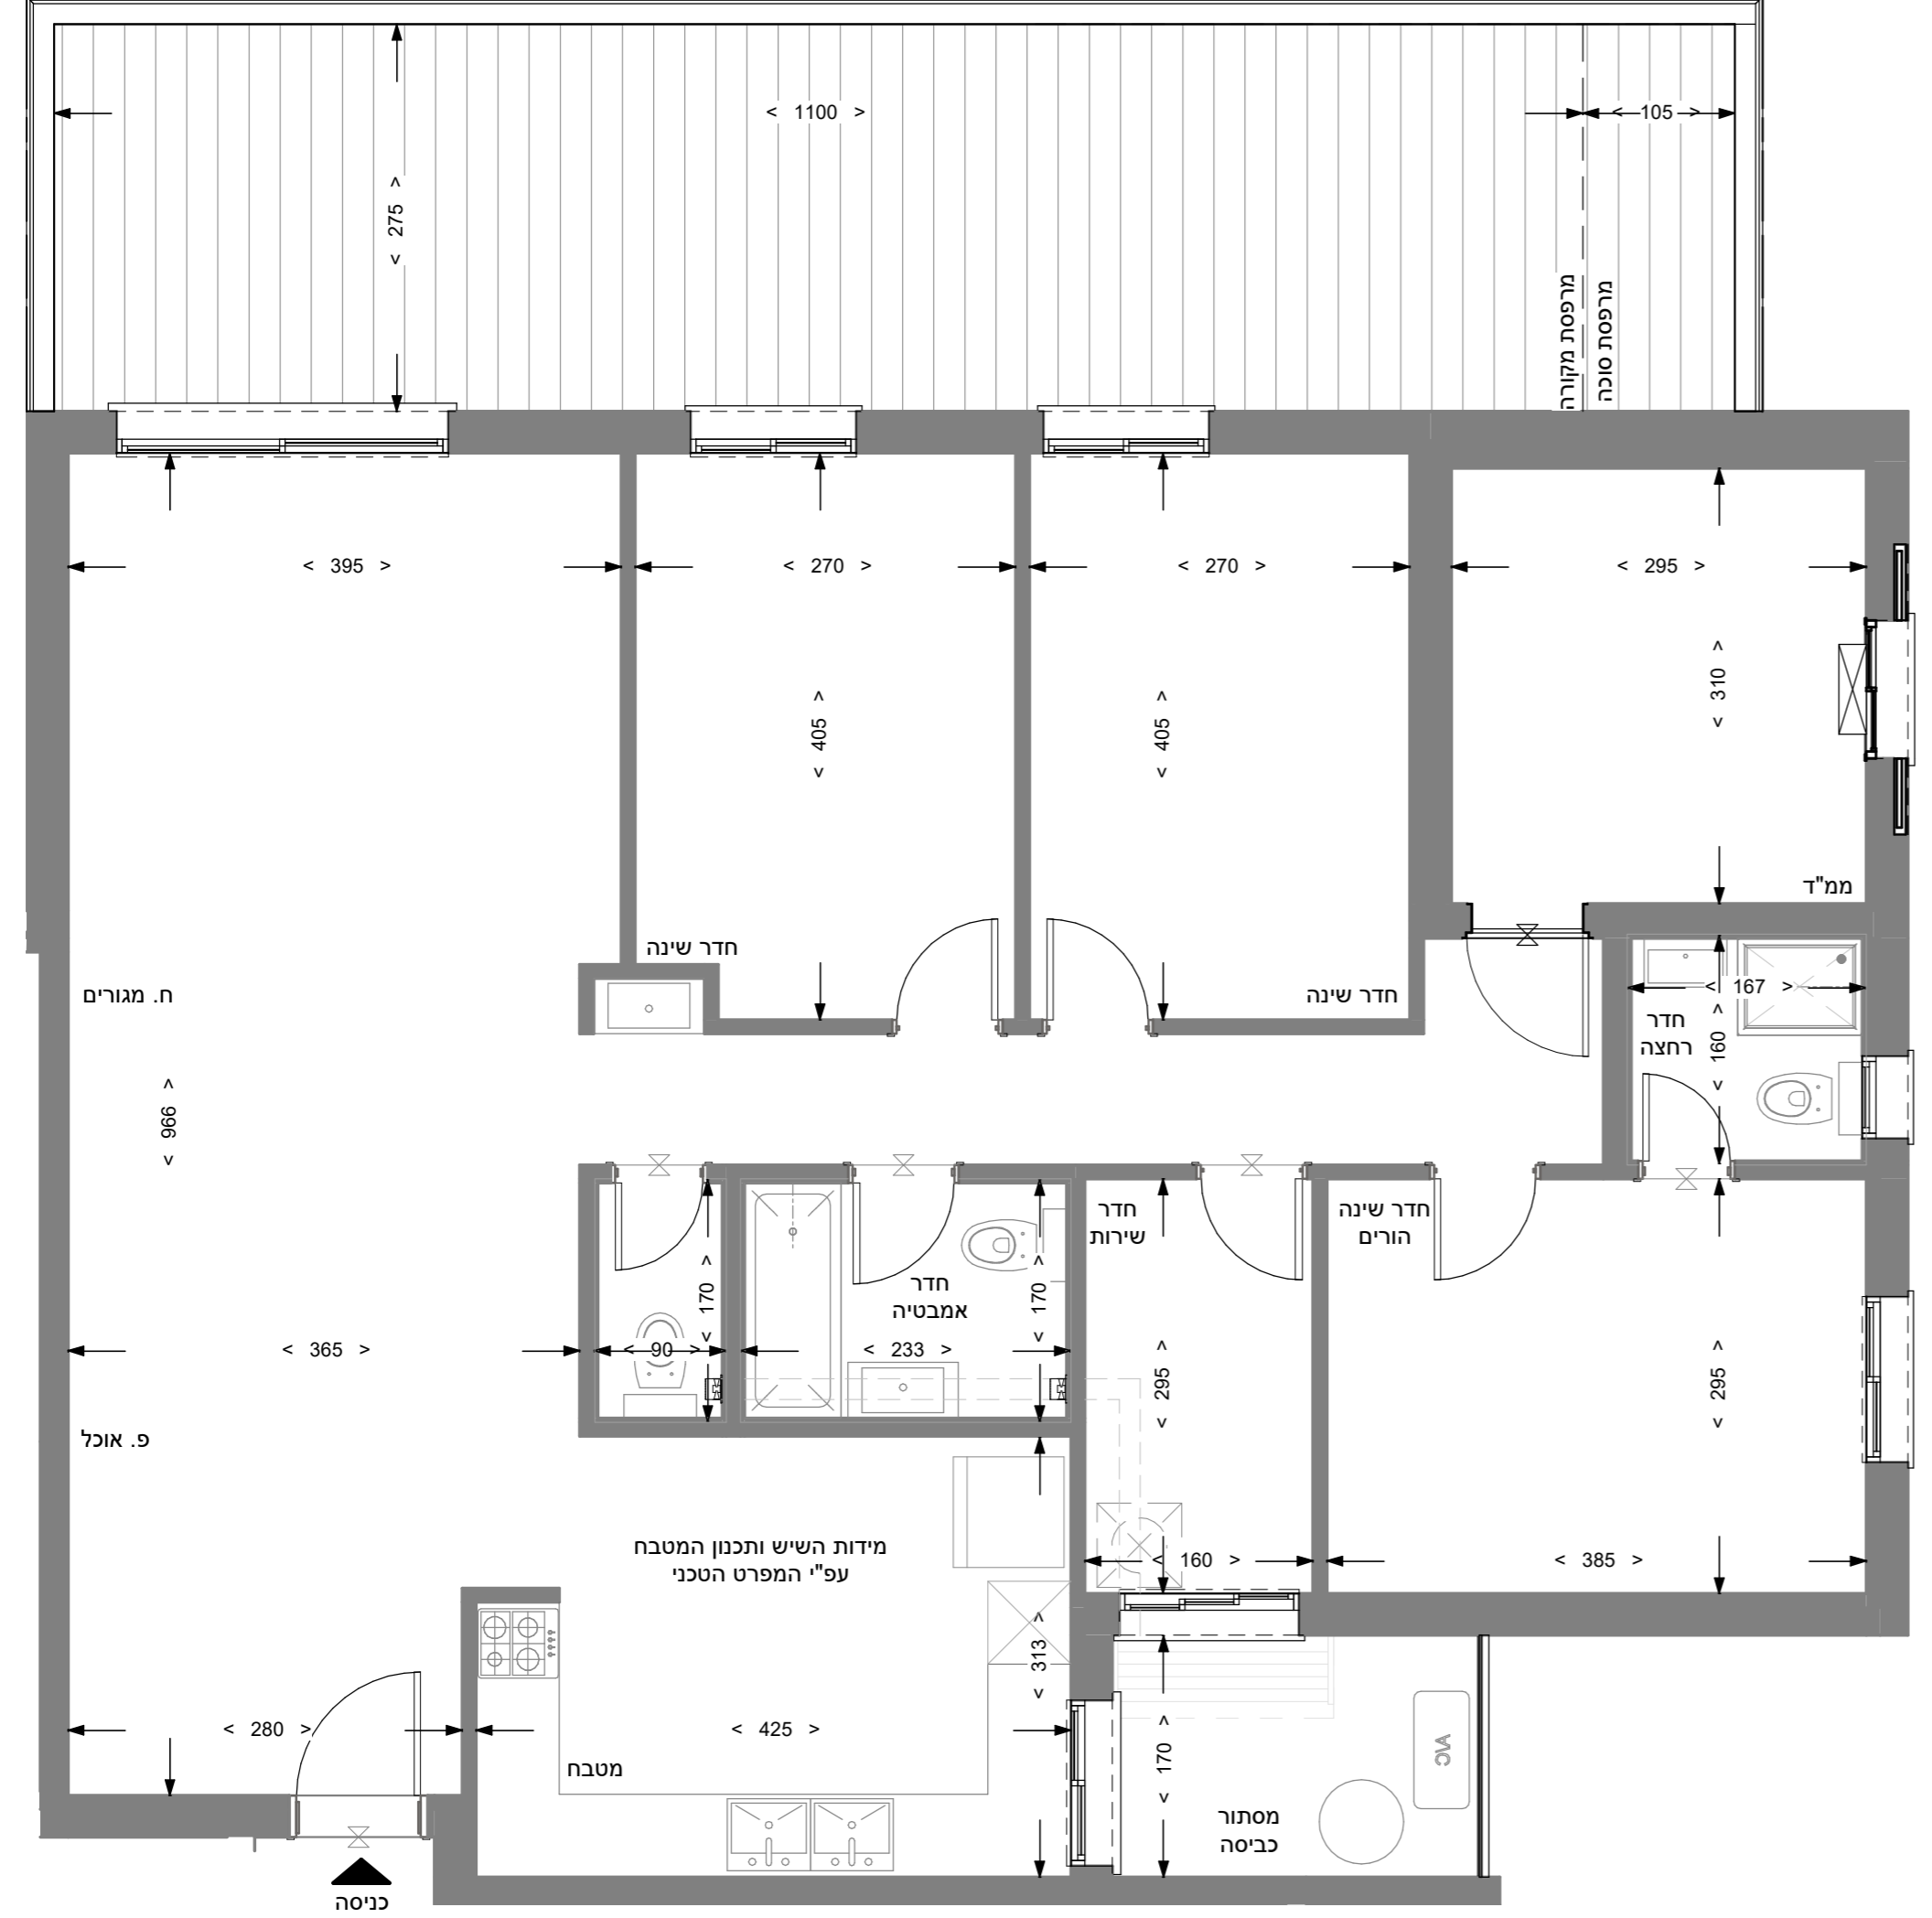 < 1100 >
< 105 >
< 275 >
מרפסת מקורה
מרפסת סוכה
< 395 >
< 270 >
< 270 >
< 295 >
< 405 >
< 405 >
< 310 >
ממ"ד
חדר שינה
חדר שינה
ח. מגורים
< 167 >
חדר
רחצה
< 160 >
< 966 >
חדר
שירות
חדר שינה
הורים
חדר
אמבטיה
< 170 >
< 170 >
< 365 >
< 90 >
< 233 >
< 295 >
< 295 >
פ. אוכל
מידות השיש ותכנון המטבח
עפ"י המפרט הטכני
< 160 >
< 385 >
< 313 >
< 280 >
< 425 >
< 170 >
A/C
מטבח
מסתור
כביסה
כניסה